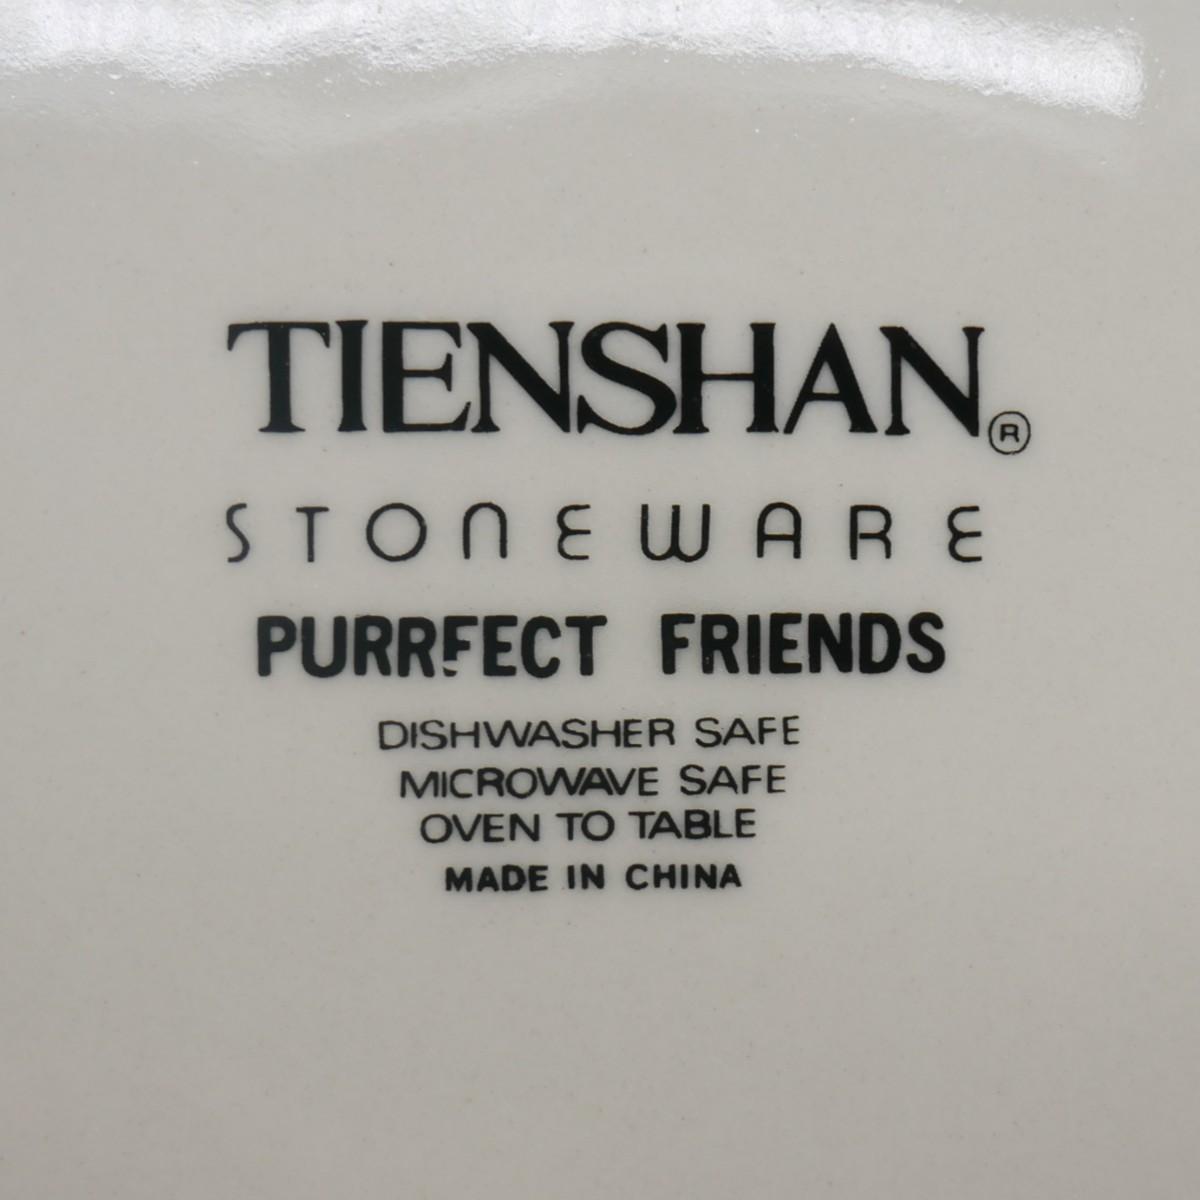 TIENSHAN®
STONEWARE
PURRFECT FRIENDS
DISHWASHER SAFE
MICROWAVE SAFE
OVEN TO TABLE
MADE IN CHINA